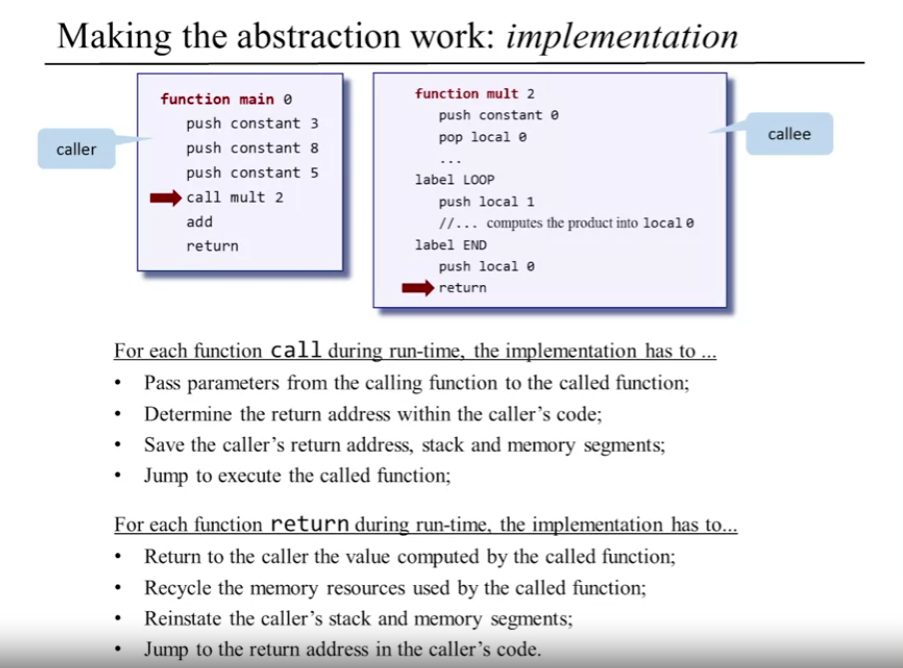 Making the abstraction work: implementation
caller
function main 0
push constant 3
push constant 8
push constant 5
call mult 2
add
return
function mult 2
push constant 0
pop local 0
...
label LOOP
push local 1
//... computes the product into local 0
label END
push local 0
return
callee
For each function call during run-time, the implementation has to ...
• Pass parameters from the calling function to the called function;
• Determine the return address within the caller's code;
• Save the caller's return address, stack and memory segments;
• Jump to execute the called function;
For each function return during run-time, the implementation has to...
• Return to the caller the value computed by the called function;
• Recycle the memory resources used by the called function;
• Reinstate the caller's stack and memory segments;
• Jump to the return address in the caller's code.